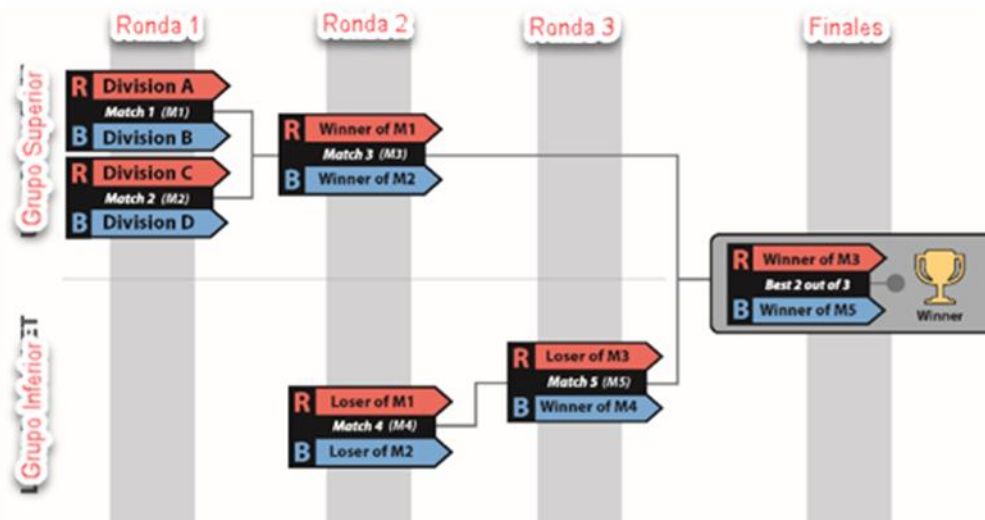 Ronda 1
Ronda 2
Ronda 3
Finales
Grupo Superior
R Division A
Match 1 (M1)
B Division B
R Division C
Match 2 (M2)
B Division D
R Winner of M1
Match 3 (M3)
B Winner of M2
R Winner of M3
Best 2 out of 3
B Winner of M5
Winner
Grupo Inferior
R Loser of M1
Match 4 (M4)
B Loser of M2
R Loser of M3
Match 5 (M5)
B Winner of M4